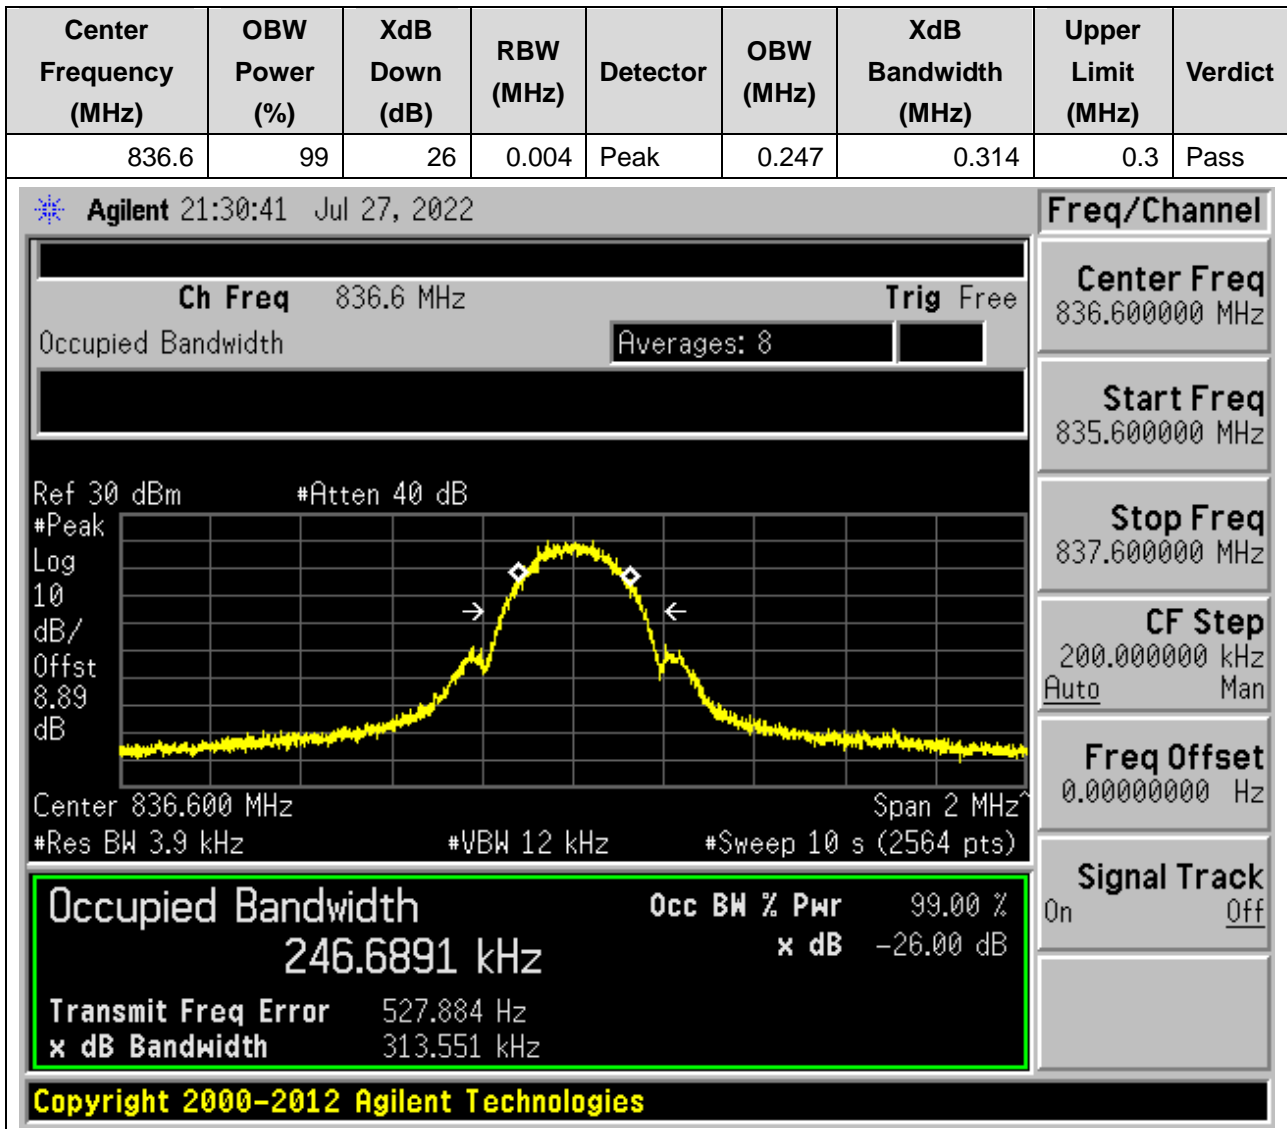 Center Frequency (MHz) OBW Power (%) XdB Down (dB) RBW (MHz) Detector OBW (MHz) XdB Bandwidth (MHz) Upper Limit (MHz) Verdict
836.6 99 26 0.004 Peak 0.247 0.314 0.3 Pass
Agilent 21:30:41 Jul 27, 2022
Freq/Channel
Ch Freq 836.6 MHz Trig Free
Occupied Bandwidth Averages: 8
Ref 30 dBm #Atten 40 dB
#Peak
Log
10
dB/
Offst
8.89
dB
Center 836.600 MHz Span 2 MHz^
#Res BW 3.9 kHz #VBW 12 kHz #Sweep 10 s (2564 pts)
Occupied Bandwidth Occ BW % Pwr 99.00 %
246.6891 kHz x dB -26.00 dB
Transmit Freq Error 527.884 Hz
x dB Bandwidth 313.551 kHz
Center Freq
836.600000 MHz
Start Freq
835.600000 MHz
Stop Freq
837.600000 MHz
CF Step
200.000000 kHz
Auto Man
Freq Offset
0.00000000 Hz
Signal Track
On Off
Copyright 2000-2012 Agilent Technologies